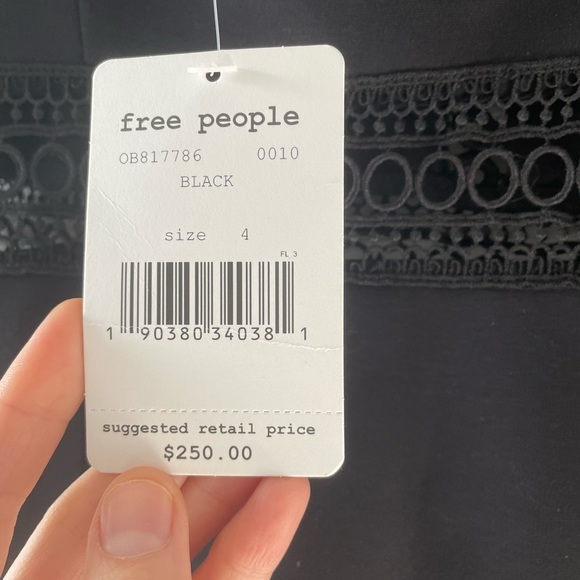 free people
OB817786 0010
BLACK
size 4
FL 3
1 90380 34038 1
suggested retail price
$250.00